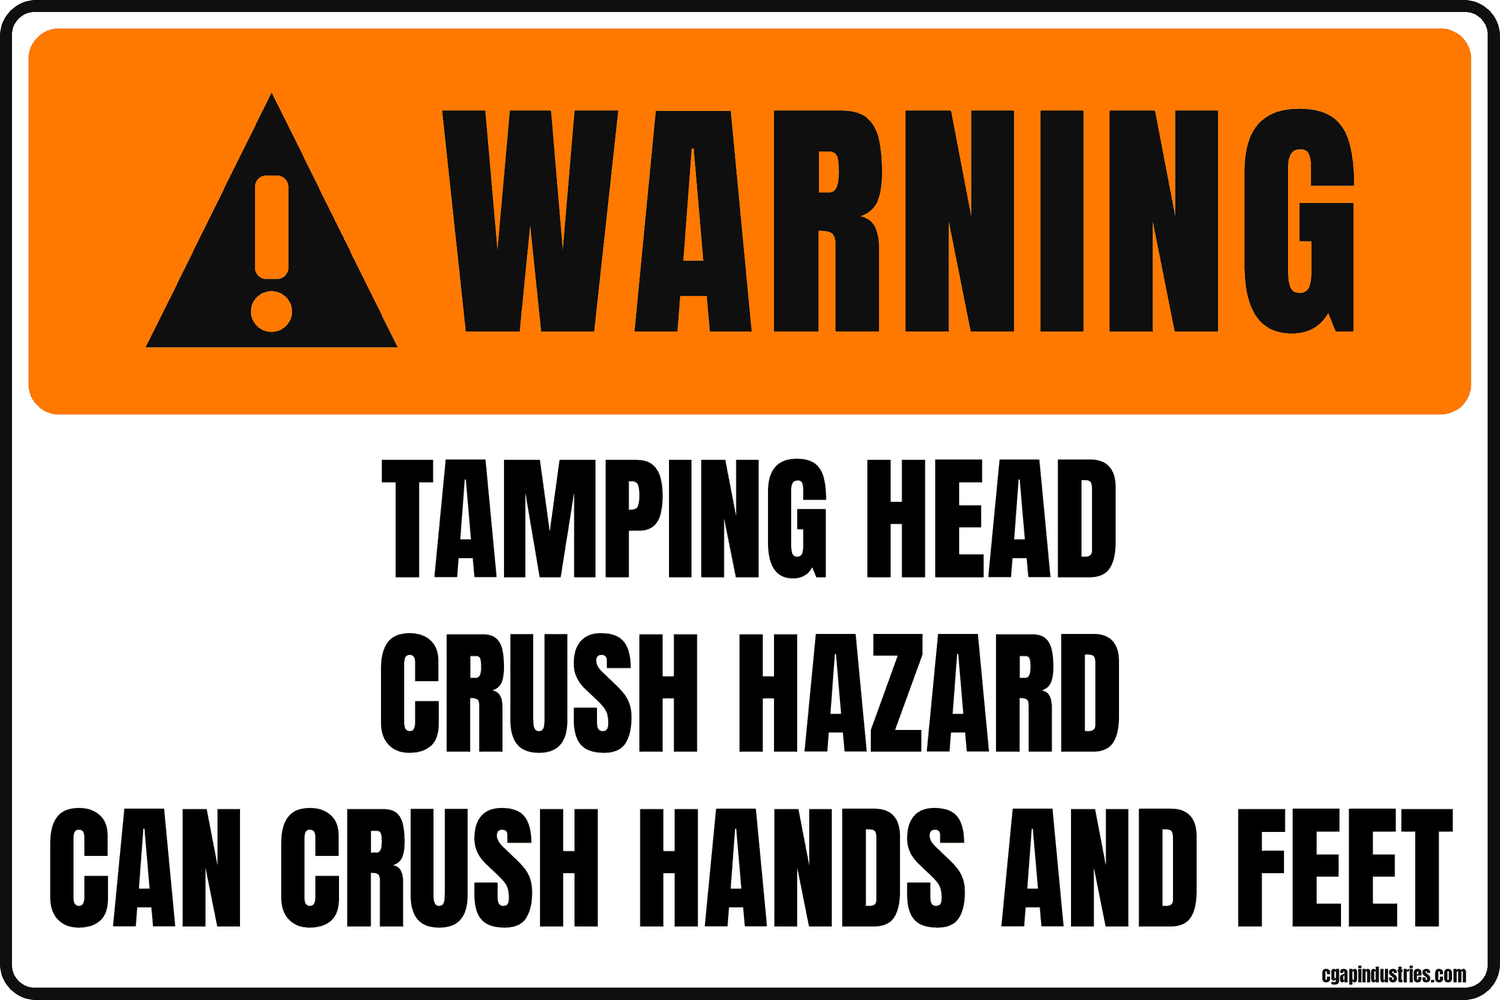 WARNING
TAMPING HEAD
CRUSH HAZARD
CAN CRUSH HANDS AND FEET
cgapindustries.com